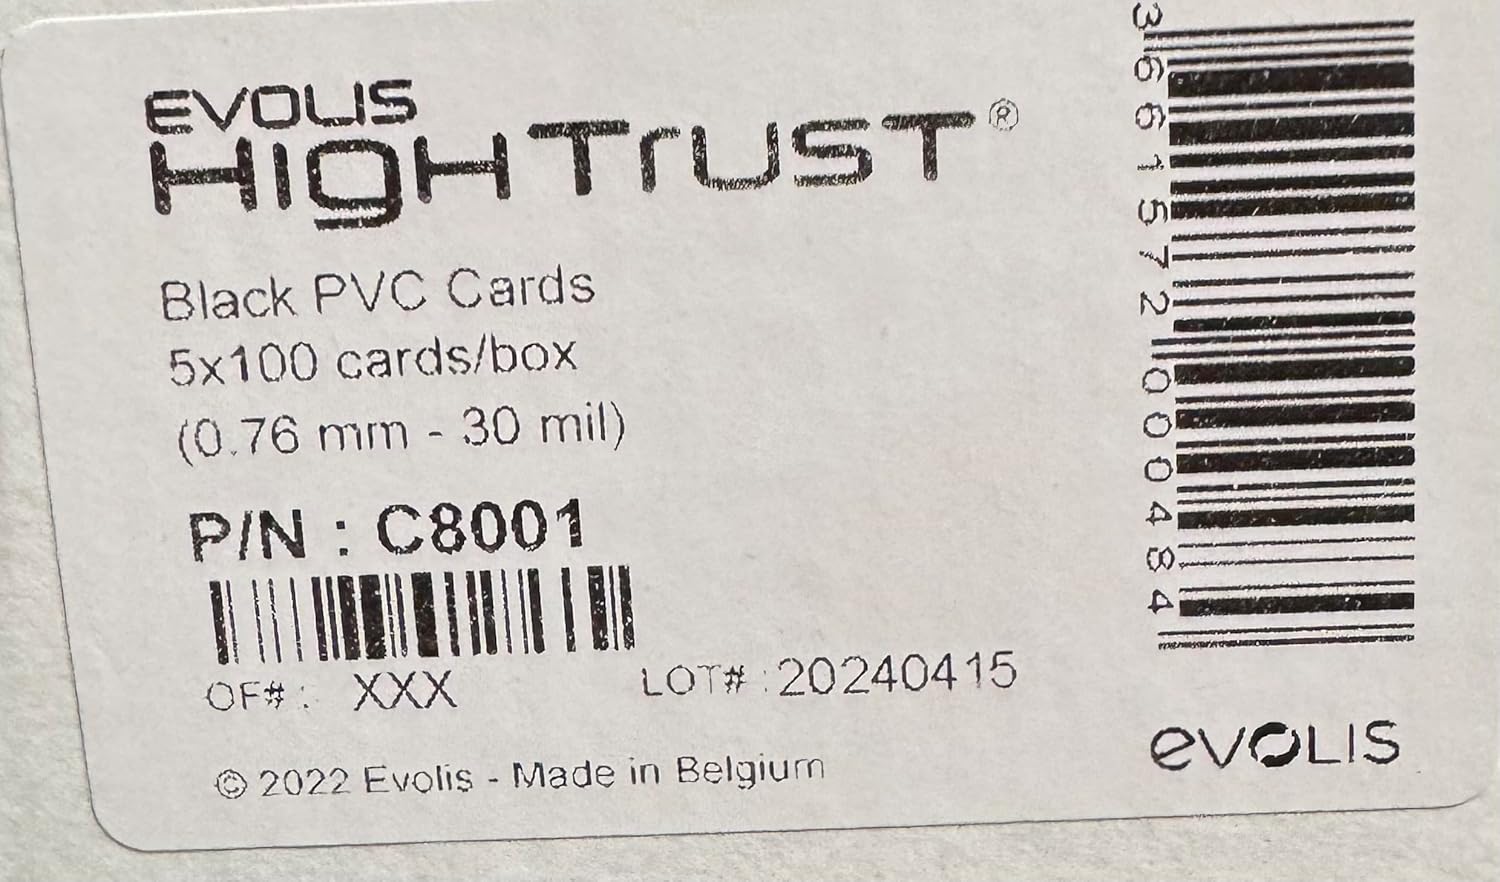 EVOLIS
HIGHTRUST®
Black PVC Cards
5x100 cards/box
(0.76 mm - 30 mil)
P/N : C8001
OF# : XXX
LOT# : 20240415
© 2022 Evolis - Made in Belgium
3661572000484
evolis